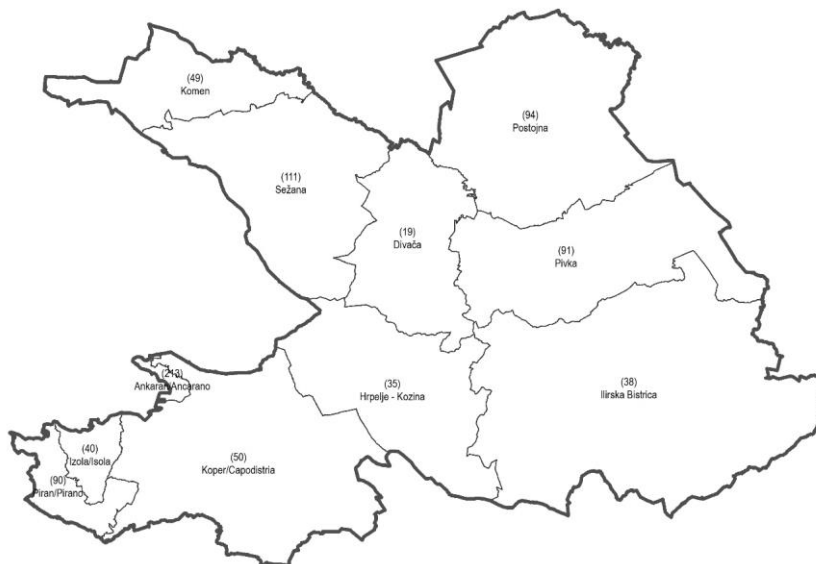 (49)
Komen
(94)
Postojna
(111)
Sežana
(19)
Divača
(91)
Pivka
(213)
Ankaran/Ancarano
(35)
Hrpelje - Kozina
(38)
Ilirska Bistrica
(40)
Izola/Isola
(50)
Koper/Capodistria
(90)
Piran/Pirano